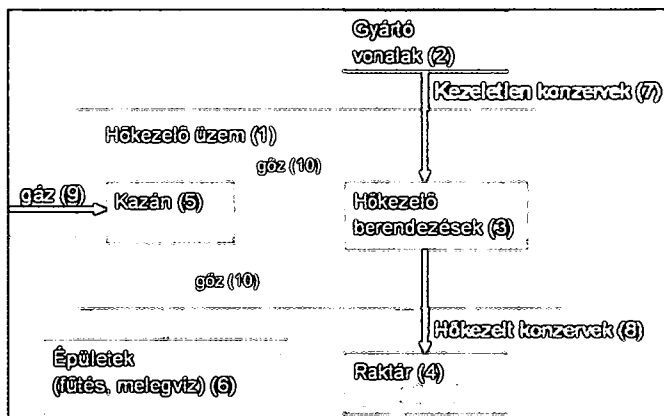 Gyártó
vonalak (2)
Kezeletlen konzervek (7)
Hőkezelő üzem (1)
gőz (10)
gáz (9)
Kazán (5)
Hőkezelő
berendezések (3)
gőz (10)
Hőkezelt konzervek (8)
Épületek
(fűtés, melegvíz) (6)
Raktár (4)